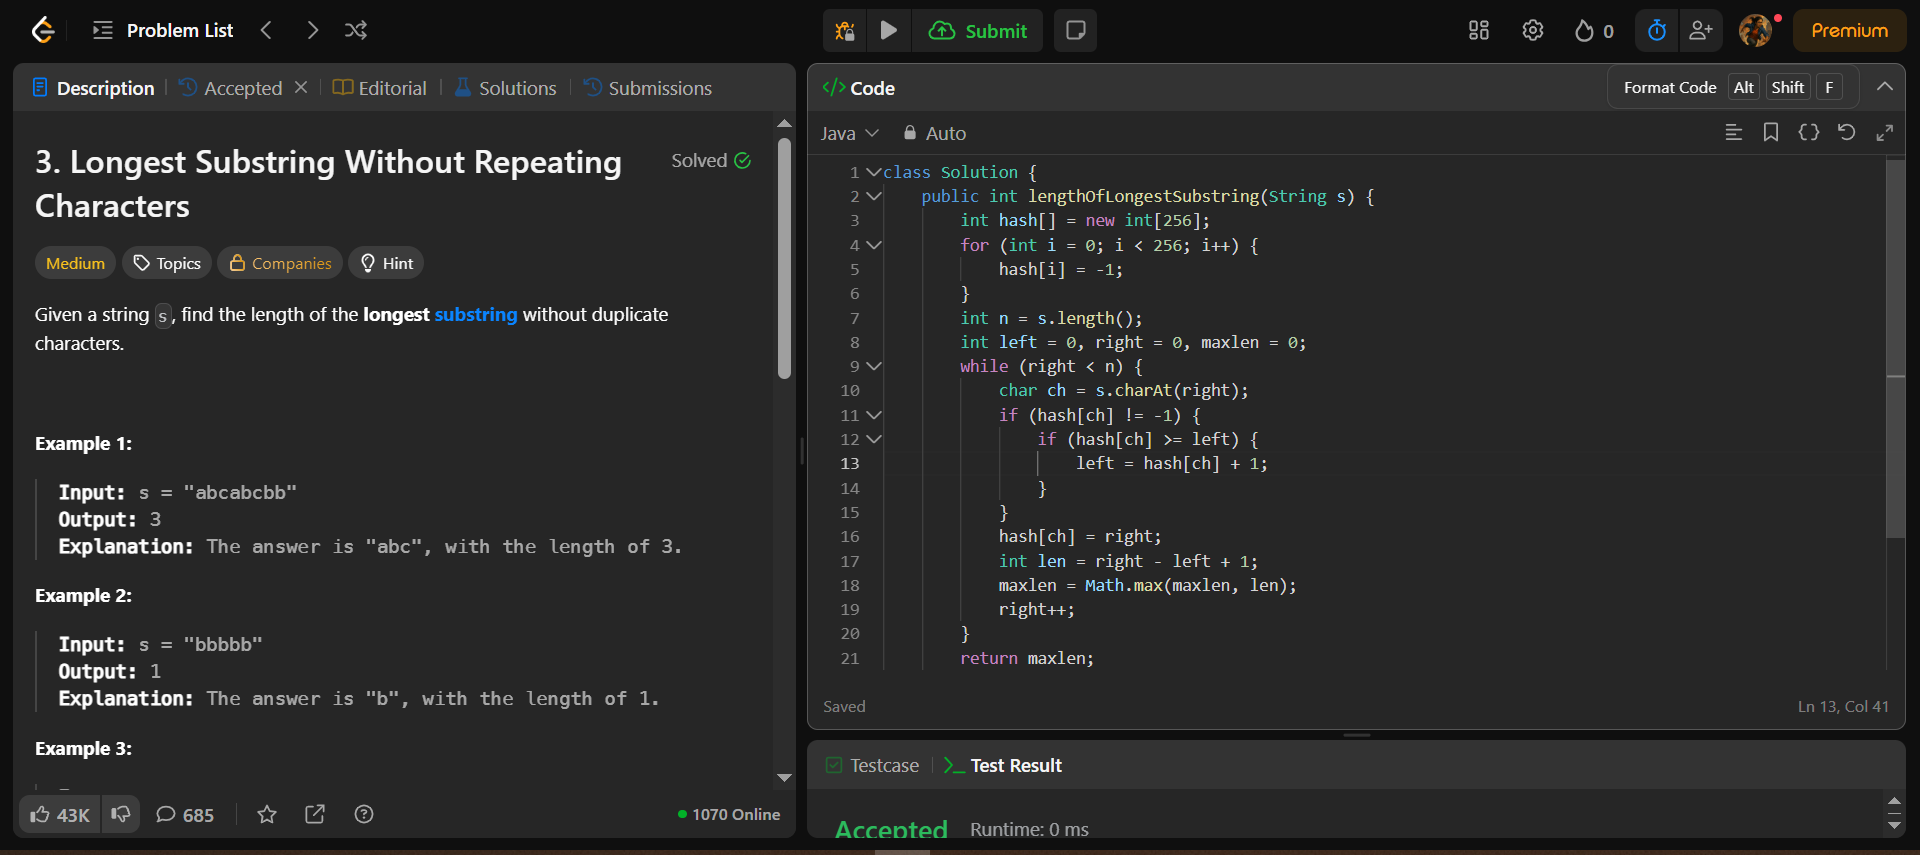 Problem List
Submit
0
Premium
Description
Accepted
Editorial
Solutions
Submissions
3. Longest Substring Without Repeating
Characters
Solved
Medium
Topics
Companies
Hint
Given a string s, find the length of the longest substring without duplicate
characters.
Example 1:
Input: s = "abcabcbb"
Output: 3
Explanation: The answer is "abc", with the length of 3.
Example 2:
Input: s = "bbbbb"
Output: 1
Explanation: The answer is "b", with the length of 1.
Example 3:
43K
685
1070 Online
</> Code
Format Code Alt Shift F
Java
Auto
1 class Solution {
2 public int lengthOfLongestSubstring(String s) {
3 int hash[] = new int[256];
4 for (int i = 0; i < 256; i++) {
5 hash[i] = -1;
6 }
7 int n = s.length();
8 int left = 0, right = 0, maxlen = 0;
9 while (right < n) {
10 char ch = s.charAt(right);
11 if (hash[ch] != -1) {
12 if (hash[ch] >= left) {
13 left = hash[ch] + 1;
14 }
15 }
16 hash[ch] = right;
17 int len = right - left + 1;
18 maxlen = Math.max(maxlen, len);
19 right++;
20 }
21 return maxlen;
Saved
Ln 13, Col 41
Testcase
>_ Test Result
Accepted
Runtime: 0 ms